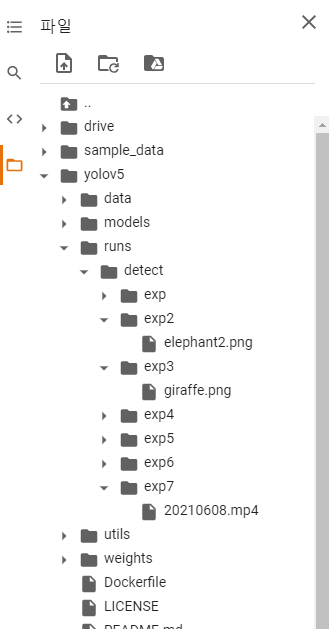 파일
..
drive
sample_data
yolov5
data
models
runs
detect
exp
exp2
elephant2.png
exp3
giraffe.png
exp4
exp5
exp6
exp7
20210608.mp4
utils
weights
Dockerfile
LICENSE
README.md